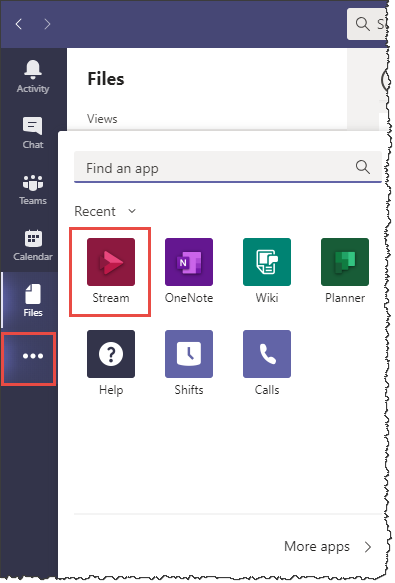 S
Activity
Files
Views
Chat
Find an app
Teams
Recent
Calendar
Stream
OneNote
Wiki
Planner
Files
Help
Shifts
Calls
More apps